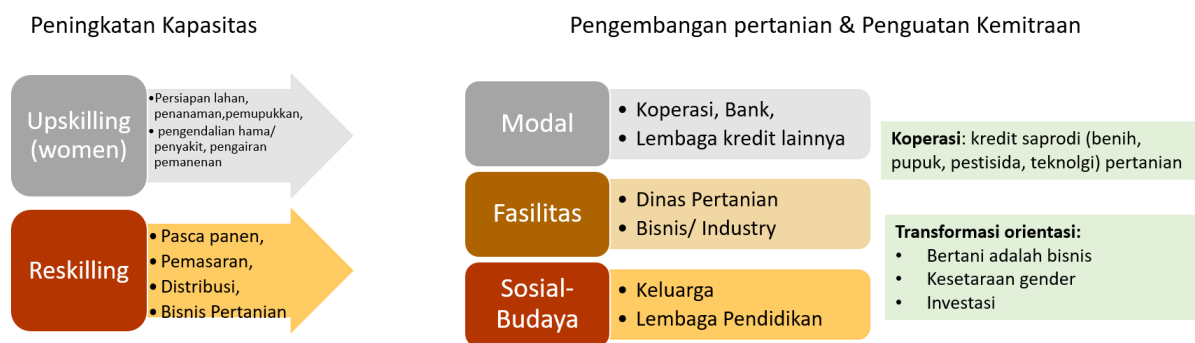 Peningkatan Kapasitas
Upskilling
(women)
•Persiapan lahan,
penanaman,pemupukkan,
• pengendalian hama/
penyakit, pengairan
pemanenan
Reskilling
• Pasca panen,
• Pemasaran,
• Distribusi,
• Bisnis Pertanian
Pengembangan pertanian & Penguatan Kemitraan
Modal
• Koperasi, Bank,
• Lembaga kredit lainnya
Fasilitas
• Dinas Pertanian
• Bisnis/ Industry
Sosial-
Budaya
• Keluarga
• Lembaga Pendidikan
Koperasi: kredit saprodi (benih,
pupuk, pestisida, teknolgi) pertanian
Transformasi orientasi:
• Bertani adalah bisnis
• Kesetaraan gender
• Investasi